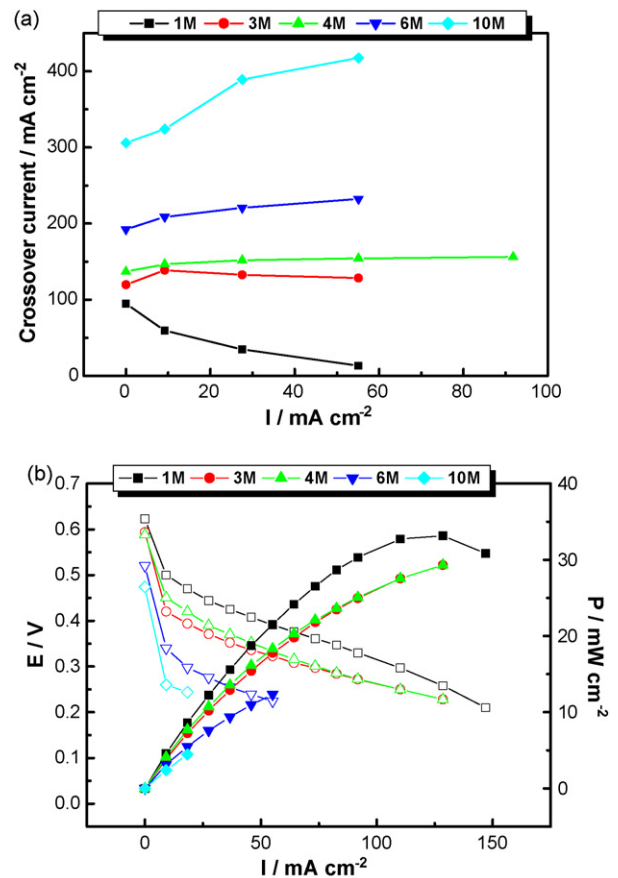 (a)
1M 3M 4M 6M 10M
400
300
200
100
0
Crossover current / mA cm-2
0 20 40 60 80 100
I / mA cm-2
(b)
1M 3M 4M 6M 10M
0.7
0.6
0.5
0.4
0.3
0.2
0.1
0.0
E / V
40
30
20
10
0
P / mW cm-2
0 50 100 150
I / mA cm-2